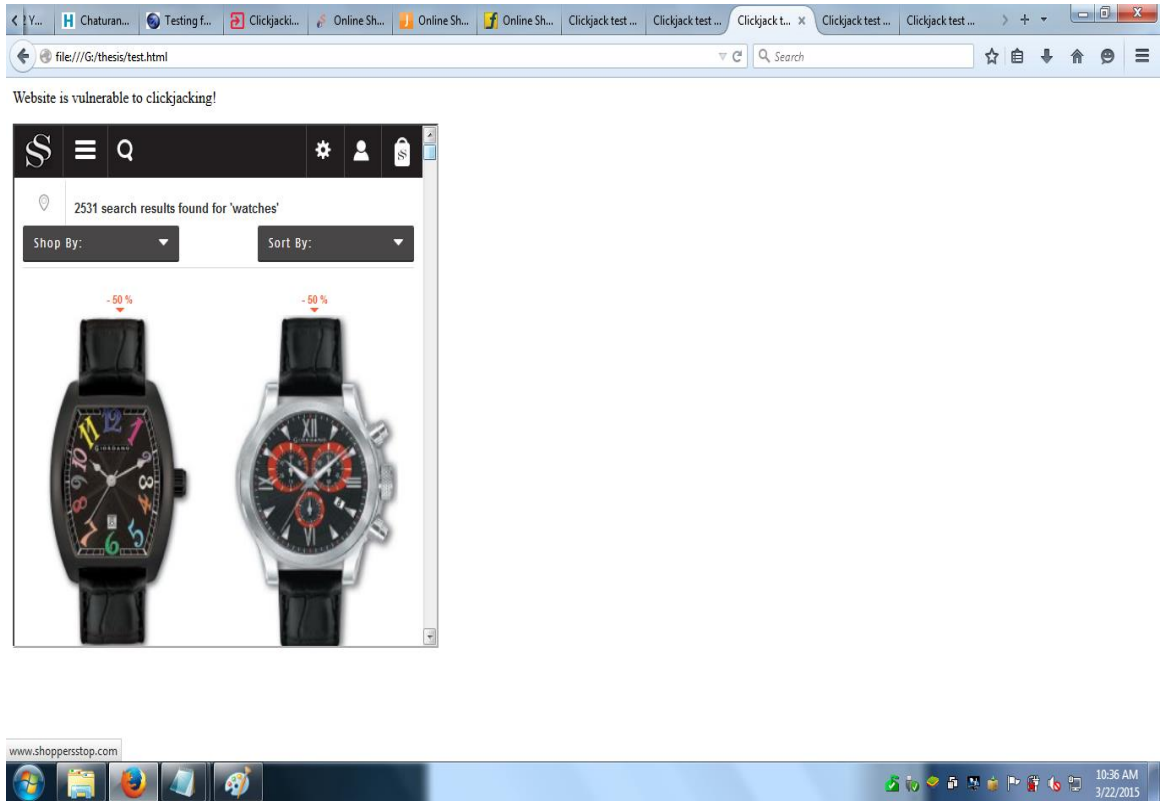 Y... Chaturan... Testing f... Clickjacki... Online Sh... Online Sh... Online Sh... Clickjack test ... Clickjack test ... Clickjack t... × Clickjack test ... Clickjack test ...
file:///G:/thesis/test.html Search
Website is vulnerable to clickjacking!
2531 search results found for 'watches'
Shop By: Sort By:
- 50 % - 50 %
GIORDANO GIORDANO
www.shoppersstop.com
10:36 AM
3/22/2015